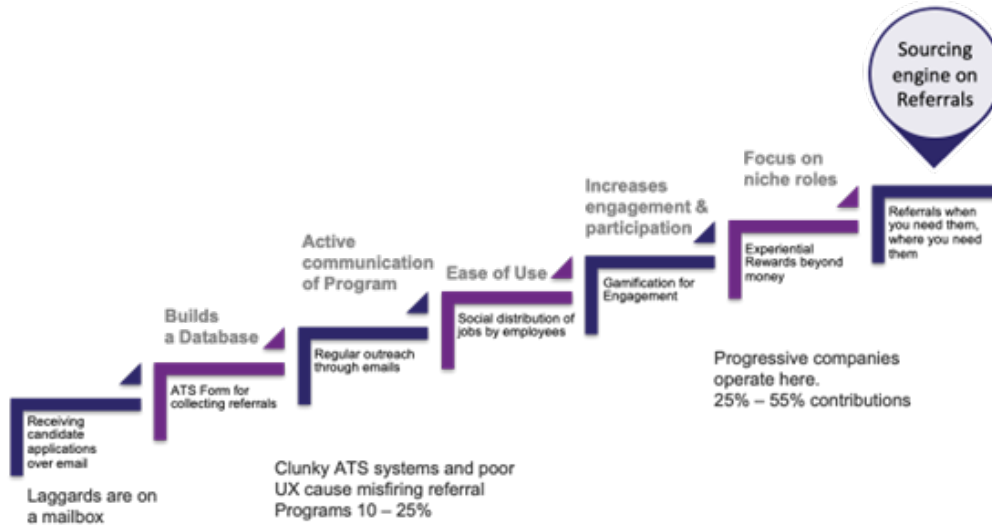 Sourcing
engine on
Referrals
Focus on
niche roles
Referrals when
you need them,
where you need
them
Increases
engagement &
participation
Experiential
Rewards beyond
money
Active
communication
of Program
Ease of Use
Gamification for
Engagement
Builds
a Database
Social distribution of
jobs by employees
Regular outreach
through emails
ATS Form for
collecting referrals
Receiving
candidate
applications
over email
Progressive companies
operate here.
25% – 55% contributions
Clunky ATS systems and poor
UX cause misfiring referral
Programs 10 – 25%
Laggards are on
a mailbox